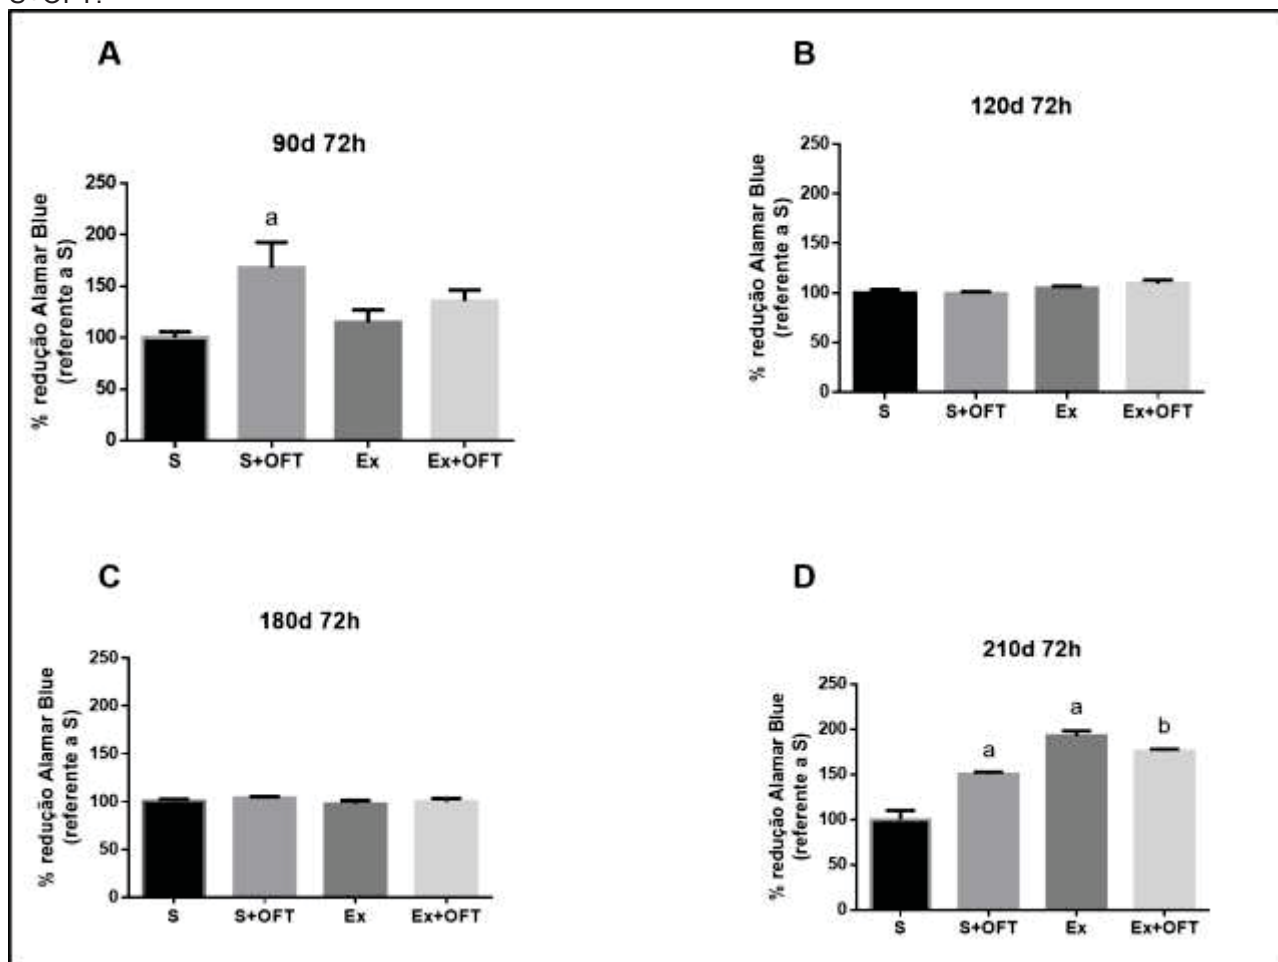 A
90d 72h
% redução Alamar Blue
(referente a S)
250
200
150
100
50
0
a
S S+OFT Ex Ex+OFT
B
120d 72h
% redução Alamar Blue
(referente a S)
250
200
150
100
50
0
S S+OFT Ex Ex+OFT
C
180d 72h
% redução Alamar Blue
(referente a S)
250
200
150
100
50
0
S S+OFT Ex Ex+OFT
D
210d 72h
% redução Alamar Blue
(referente a S)
250
200
150
100
50
0
a a b
S S+OFT Ex Ex+OFT